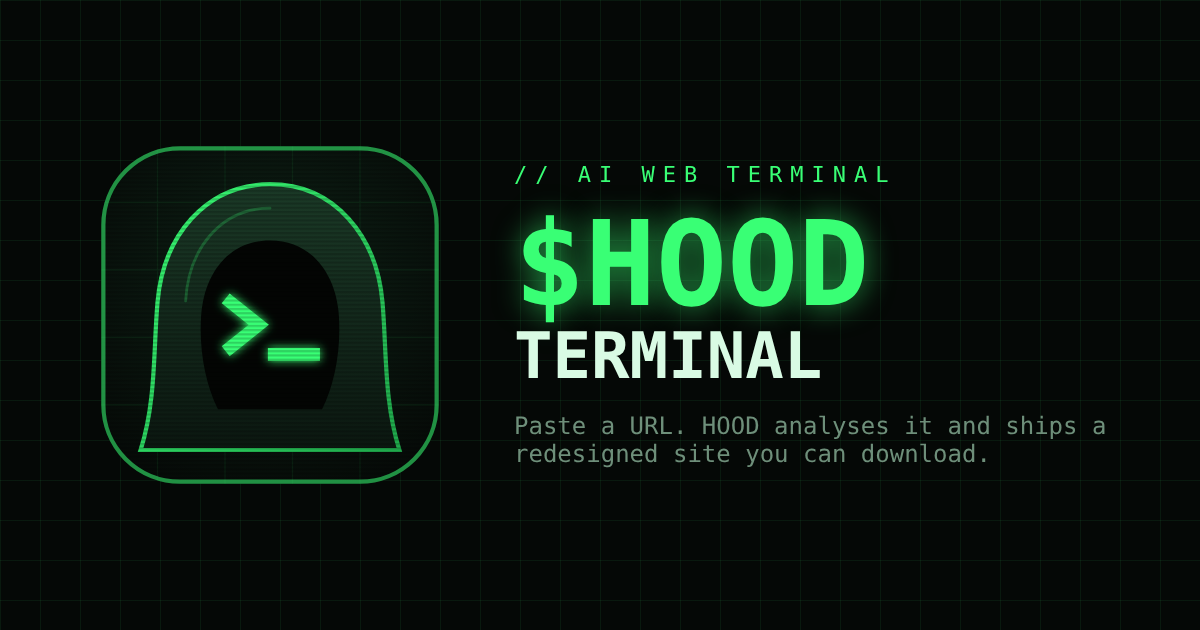 >_
// AI WEB TERMINAL
$HOOD
TERMINAL
Paste a URL. HOOD analyses it and ships a
redesigned site you can download.